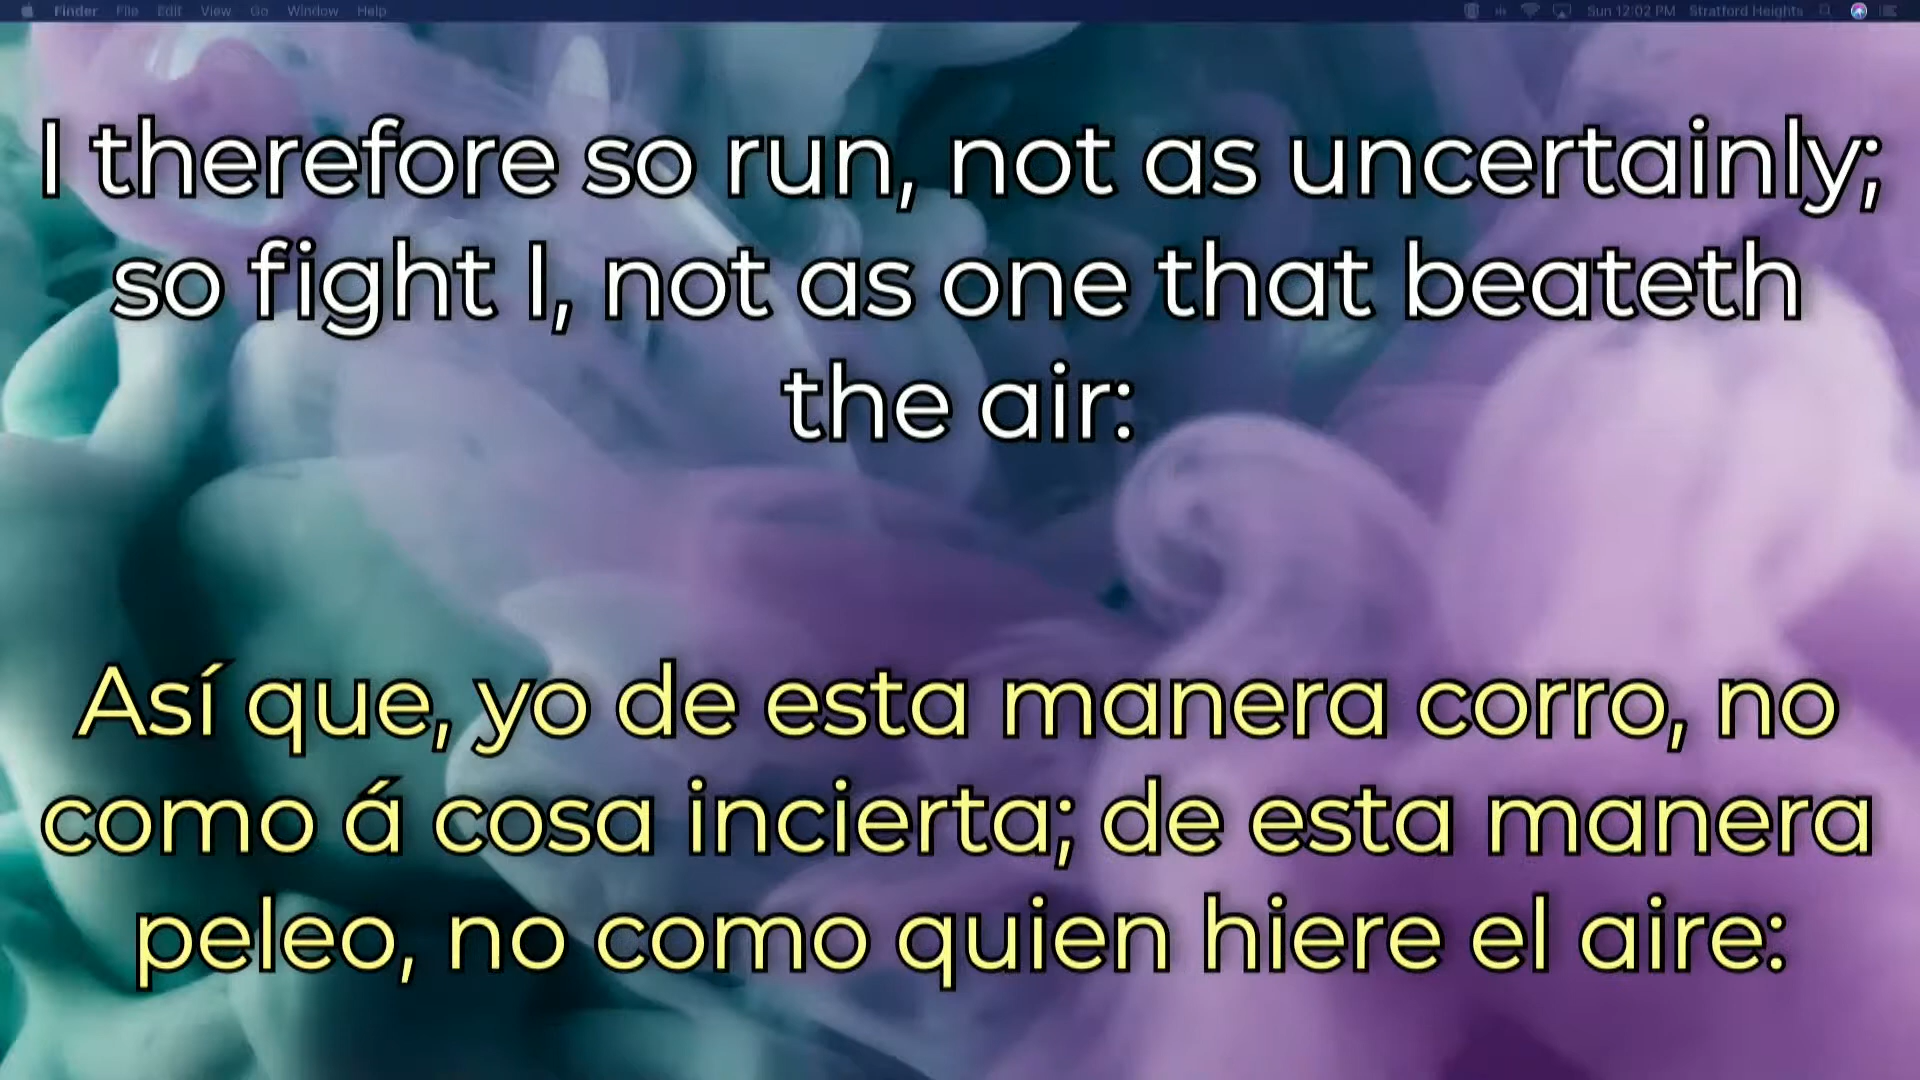 Finder File Edit View Go Window Help Sun 12:02 PM Stratford Heights
I therefore so run, not as uncertainly;
so fight I, not as one that beateth
the air:
Así que, yo de esta manera corro, no
como á cosa incierta; de esta manera
peleo, no como quien hiere el aire: